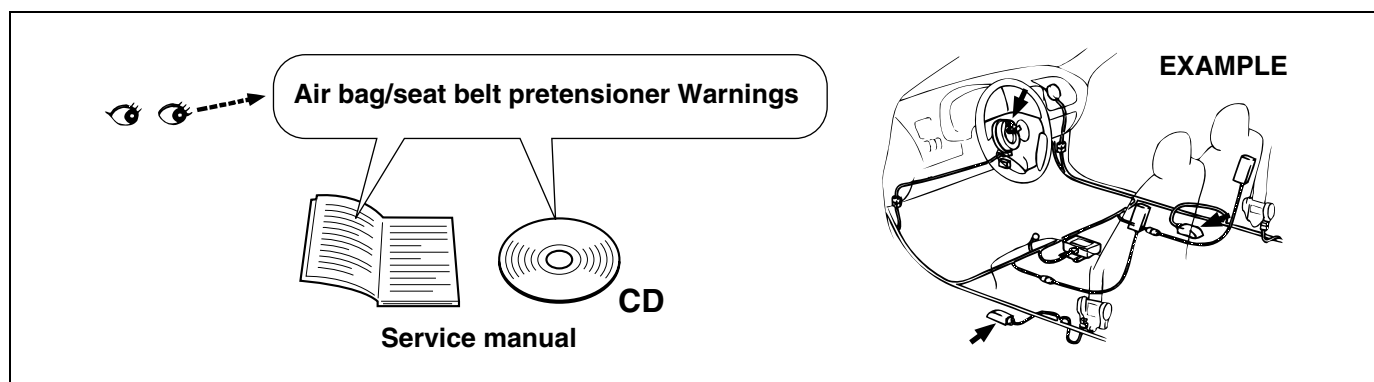 Air bag/seat belt pretensioner Warnings
EXAMPLE
CD
Service manual